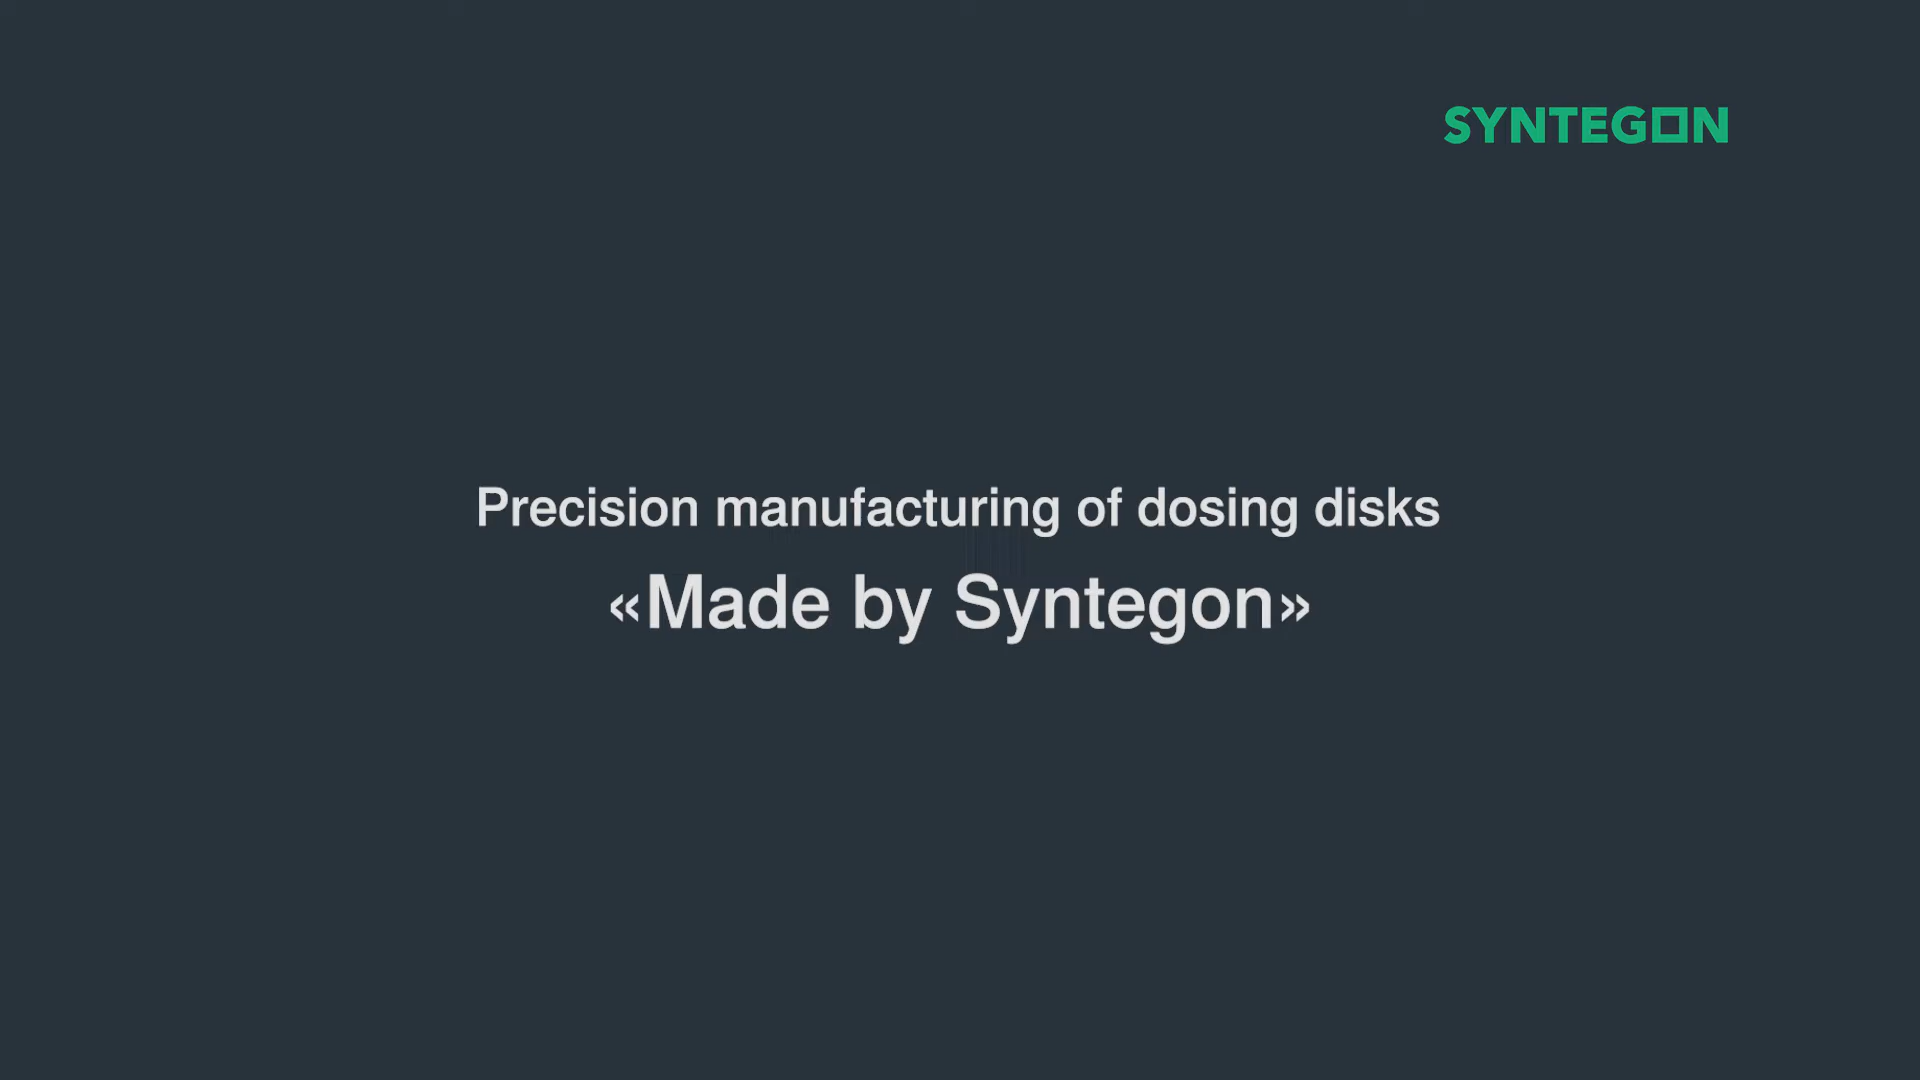 SYNTEGON
Precision manufacturing of dosing disks
«Made by Syntegon»